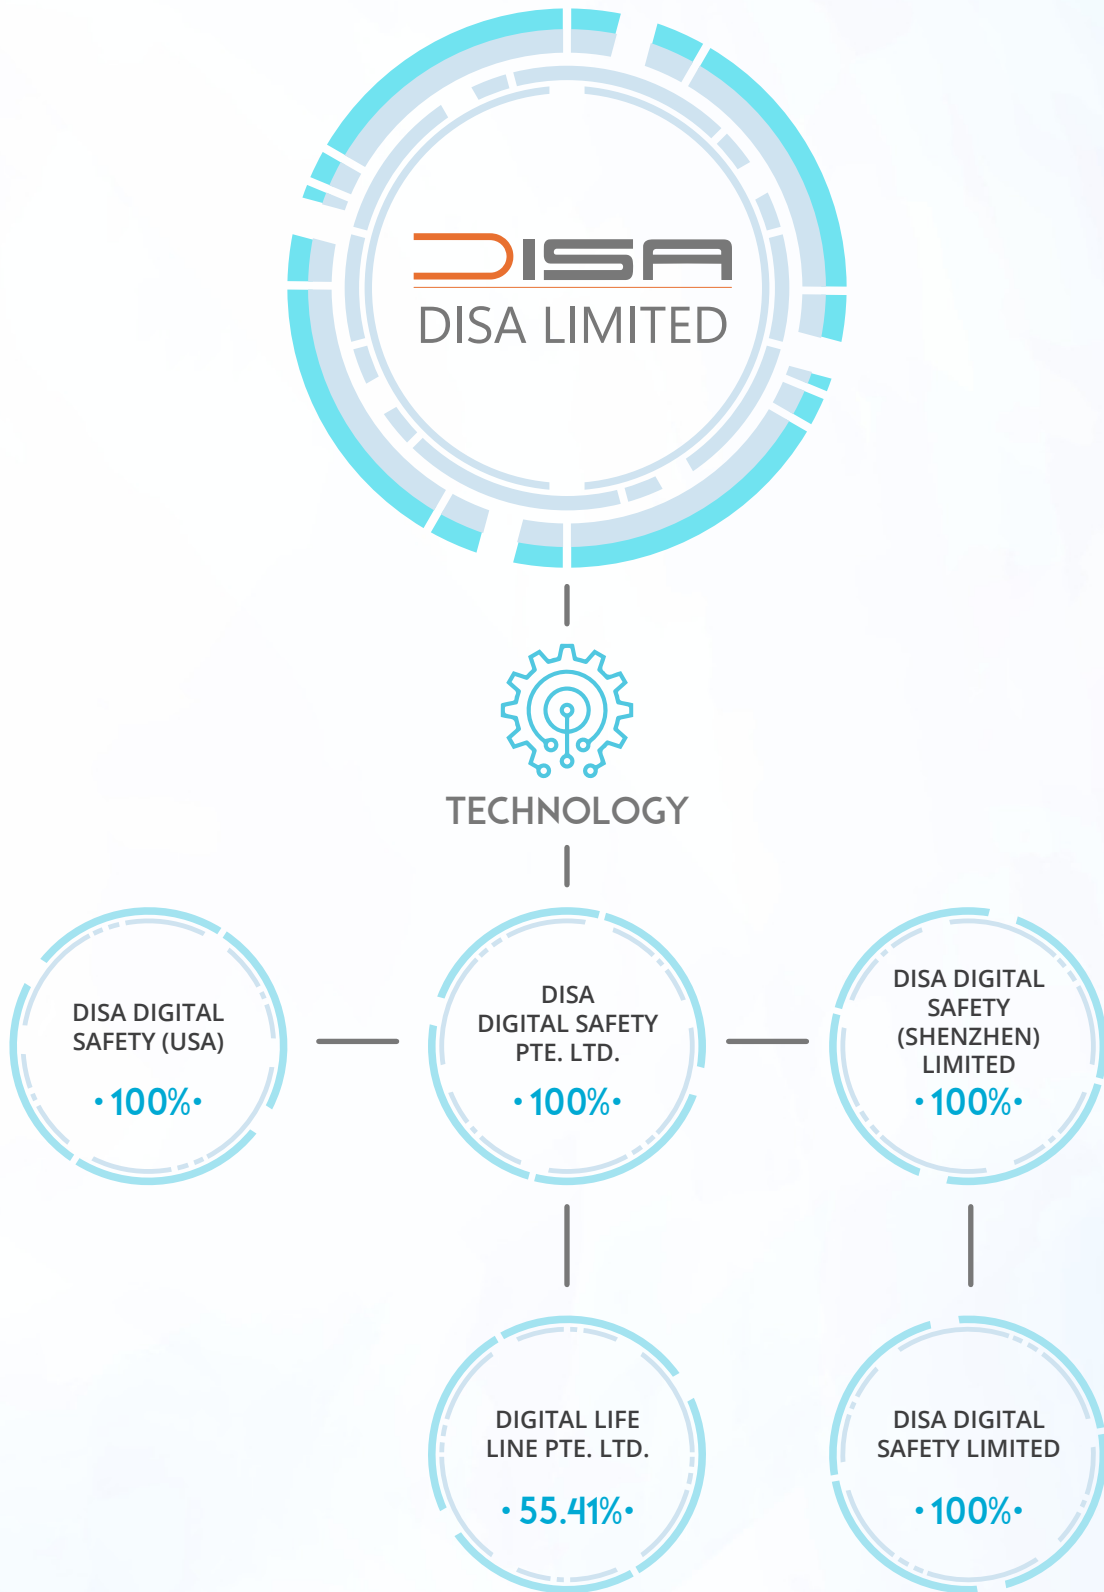 DISA
DISA LIMITED
TECHNOLOGY
DISA DIGITAL
SAFETY (USA)
•100%•
DISA
DIGITAL SAFETY
PTE. LTD.
•100%•
DISA DIGITAL
SAFETY
(SHENZHEN)
LIMITED
•100%•
DIGITAL LIFE
LINE PTE. LTD.
•55.41%•
DISA DIGITAL
SAFETY LIMITED
•100%•